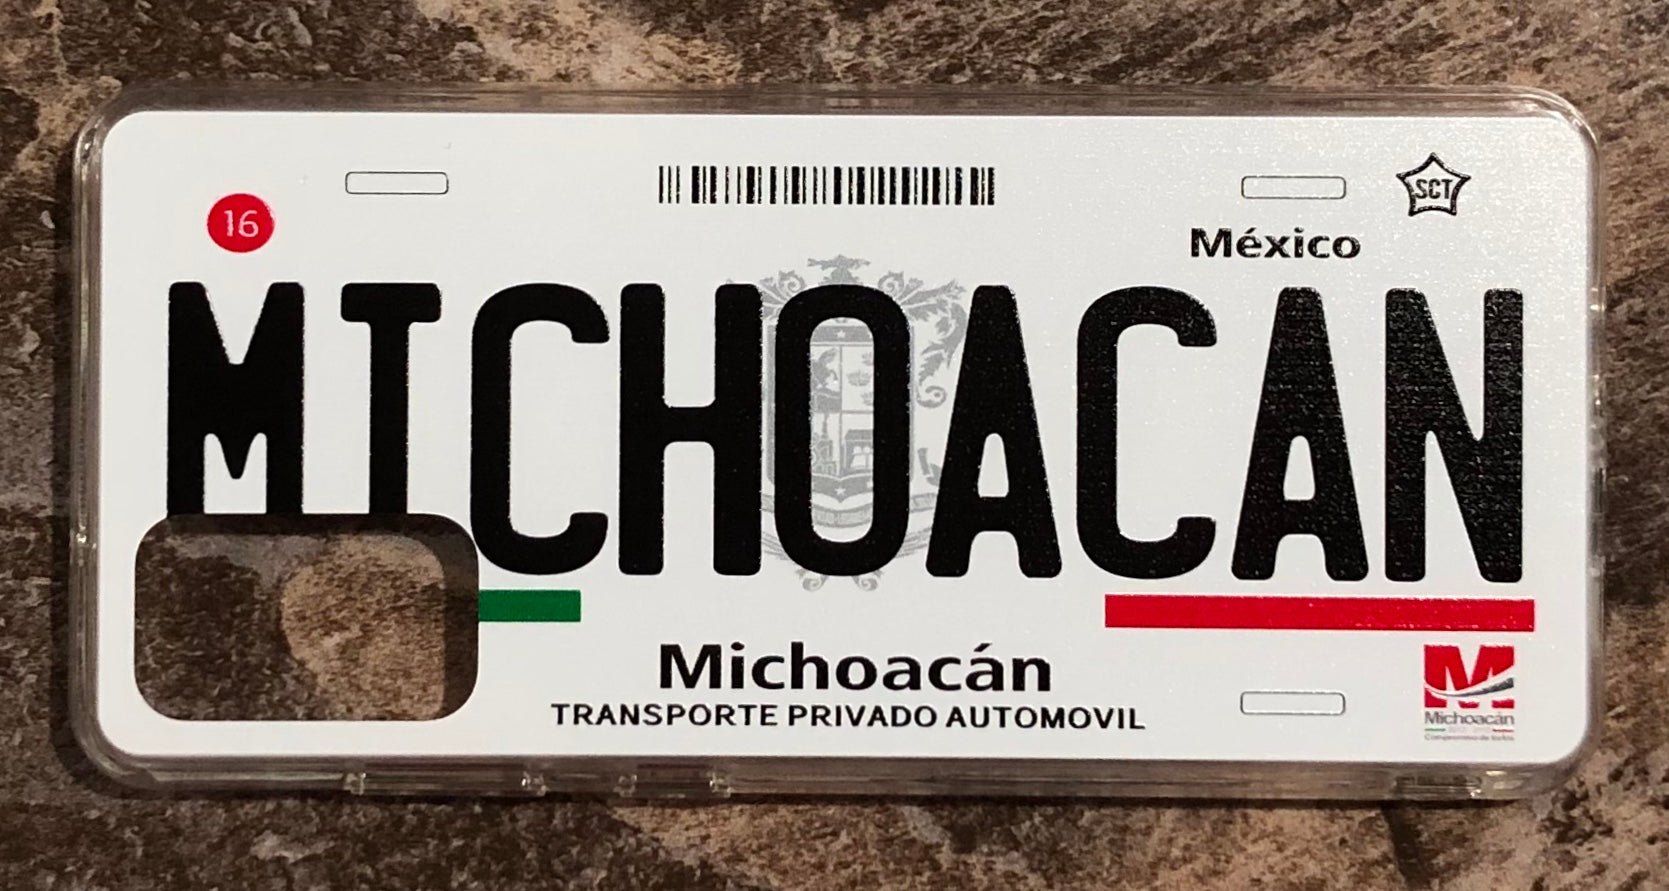 16
SCT
México
MICHOACAN
Michoacán
TRANSPORTE PRIVADO AUTOMOVIL
M
Michoacán